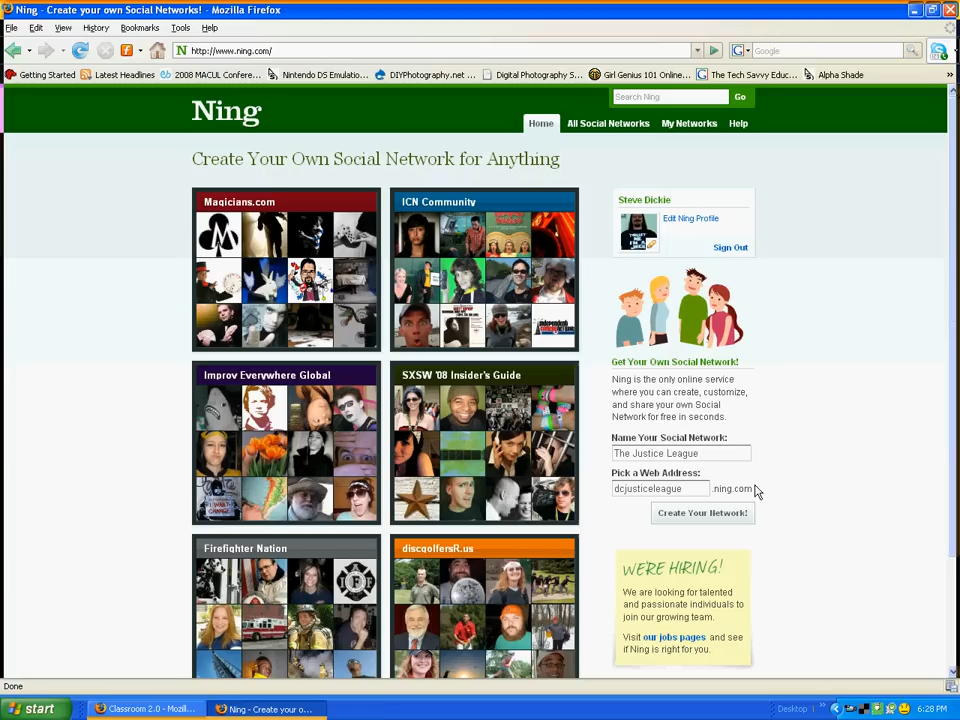 Ning - Create your own Social Networks! - Mozilla Firefox
File Edit View History Bookmarks Tools Help
http://www.ning.com/
Google
Getting Started Latest Headlines 2008 MACUL Confere... Nintendo DS Emulatio... DIYPhotography.net ... Digital Photography S... Girl Genius 101 Online... The Tech Savvy Educ... Alpha Shade »
Ning
Search Ning Go
Home All Social Networks My Networks Help
Create Your Own Social Network for Anything
Magicians.com
ICN Community
Improv Everywhere Global
SXSW '08 Insider's Guide
Firefighter Nation
discgolfersR.us
Steve Dickie
Edit Ning Profile
Sign Out
Get Your Own Social Network!
Ning is the only online service
where you can create, customize,
and share your own Social
Network for free in seconds.
Name Your Social Network:
The Justice League
Pick a Web Address:
dcjusticeleague .ning.com
Create Your Network!
WE'RE HIRING!
We are looking for talented
and passionate individuals to
join our growing team.
Visit our jobs pages and see
if Ning is right for you.
Done
start Classroom 2.0 - Mozil... Ning - Create your o... Desktop » 6:28 PM